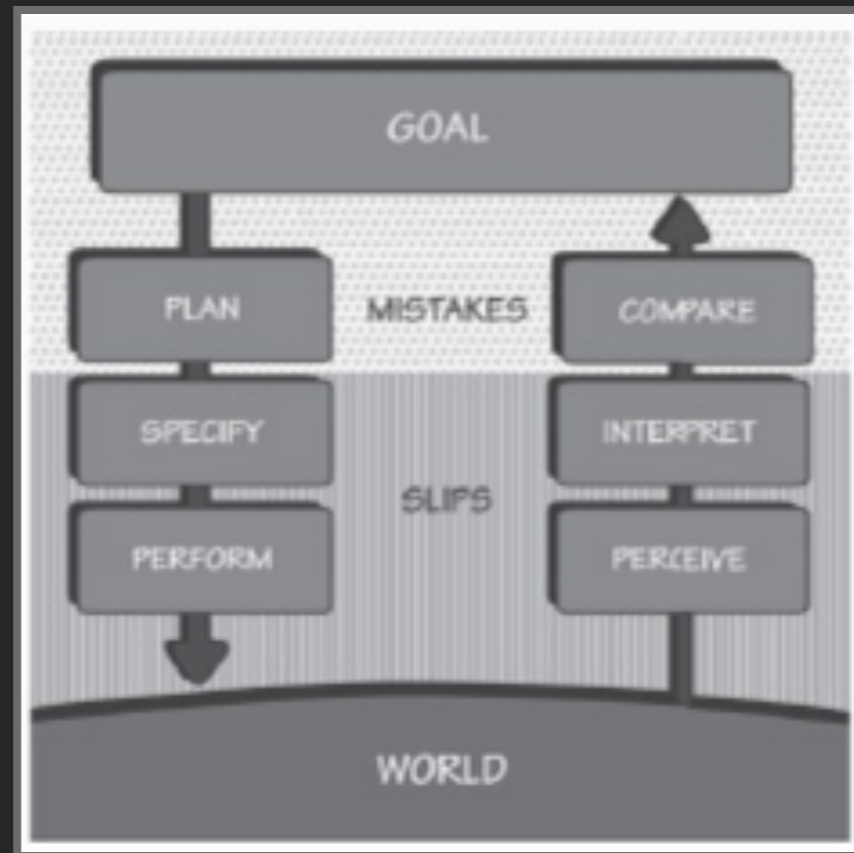 GOAL
PLAN
MISTAKES
COMPARE
SPECIFY
INTERPRET
SLIPS
PERFORM
PERCEIVE
WORLD